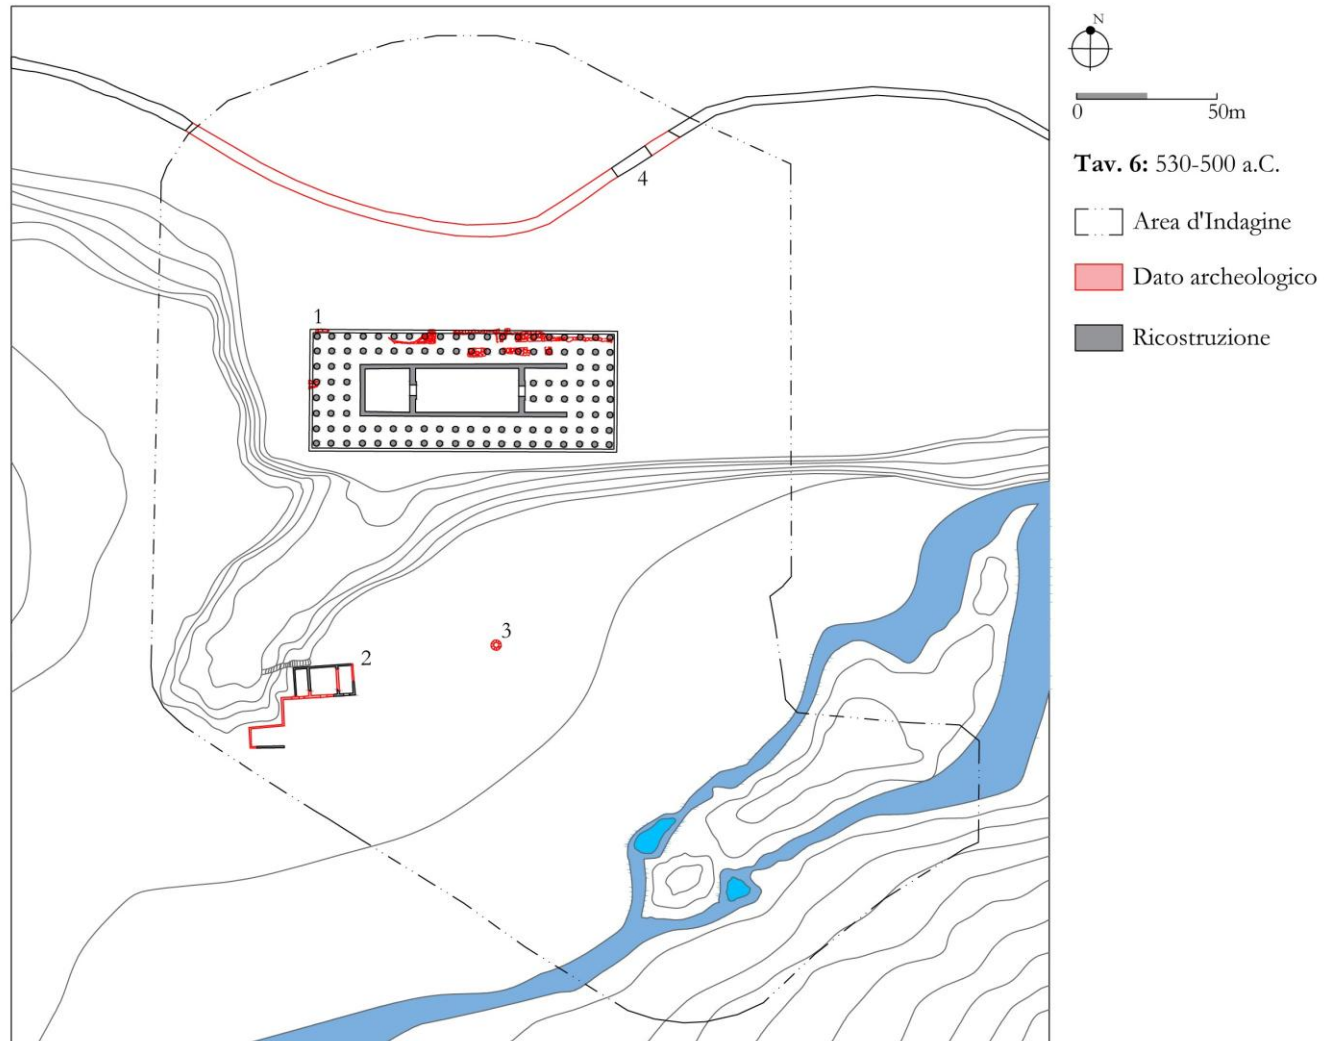 N
0 50m
Tav. 6: 530-500 a.C.
Area d'Indagine
Dato archeologico
Ricostruzione
4
1
3
2